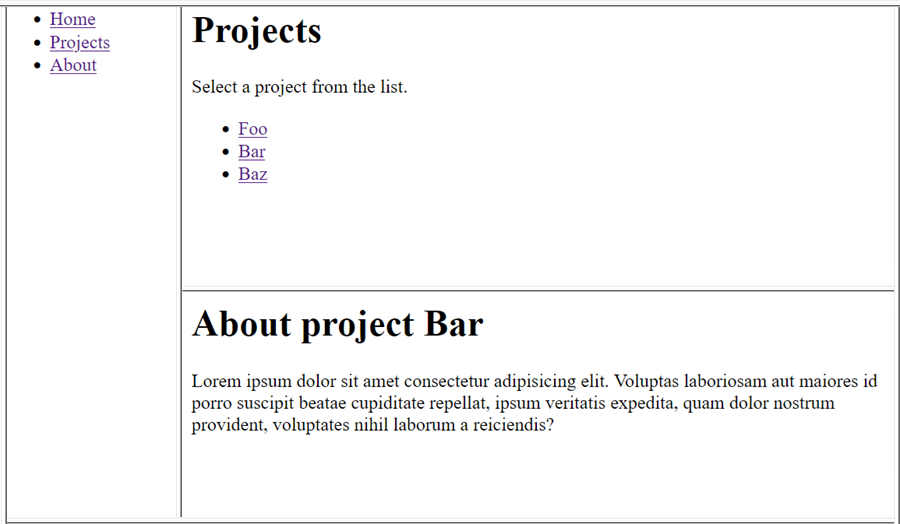 Home
Projects
About
Projects
Select a project from the list.
Foo
Bar
Baz
About project Bar
Lorem ipsum dolor sit amet consectetur adipisicing elit. Voluptas laboriosam aut maiores id
porro suscipit beatae cupiditate repellat, ipsum veritatis expedita, quam dolor nostrum
provident, voluptates nihil laborum a reiciendis?